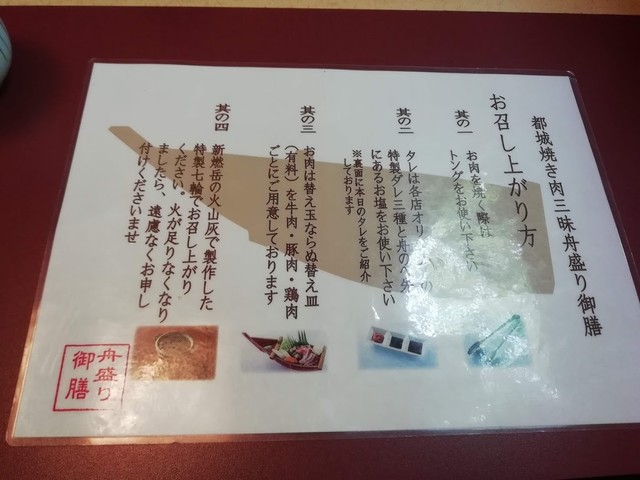 都城焼き肉三昧舟盛り御膳
お召し上がり方
其の一
お肉を焼く際は
トングをお使い下さい
其の二
タレは各店オリ の
特製タレ三種と舟のへ先
にあるお塩をお使い下さい
※裏面に本日のタレをご紹介
しております
其の三
お肉は替え玉ならぬ替え皿
(有料)を牛肉・豚肉・鶏肉
ごとにご用意しております
其の四
新燃岳の火山灰で製作した
特製七輪でお召し上がり
ください。火が足りなくなり
ましたら、遠慮なくお申し
付けくださいませ
舟盛り
御膳